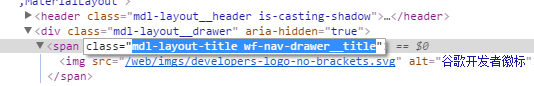 ,MaterialLayout
<header class="mdl-layout__header is-casting-shadow">…</header>
<div class="mdl-layout__drawer" aria-hidden="true">
<span class="mdl-layout-title wf-nav-drawer__title" == $0
<img src="/web/imgs/developers-logo-no-brackets.svg" alt="谷歌开发者徽标"
</span>